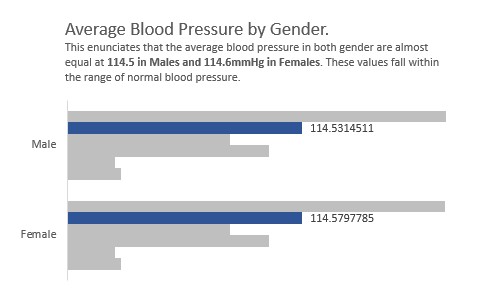 Average Blood Pressure by Gender.
This enunciates that the average blood pressure in both gender are almost
equal at 114.5 in Males and 114.6mmHg in Females. These values fall within
the range of normal blood pressure.
Male
114.5314511
Female
114.5797785